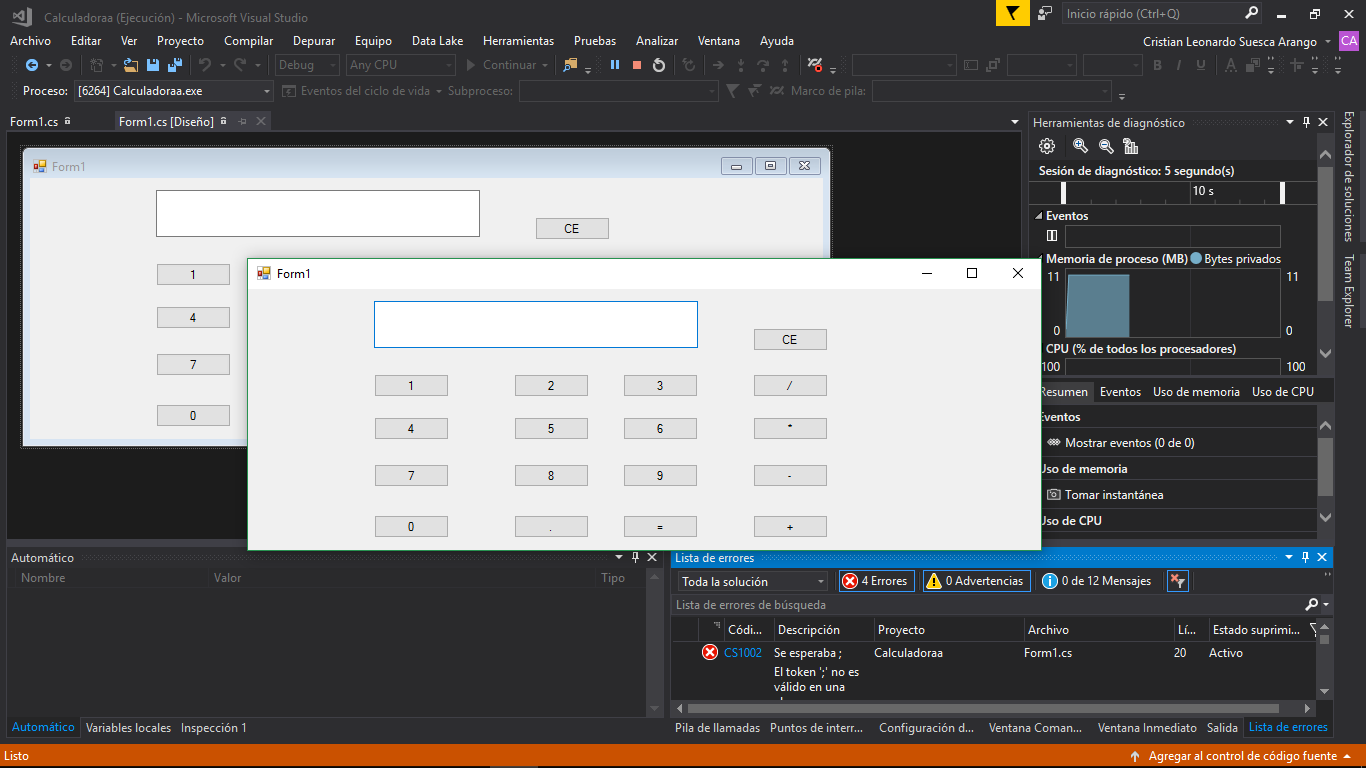 Calculadoraa (Ejecución) - Microsoft Visual Studio
Inicio rápido (Ctrl+Q)
Archivo Editar Ver Proyecto Compilar Depurar Equipo Data Lake Herramientas Pruebas Analizar Ventana Ayuda
Cristian Leonardo Suesca Arango CA
Debug Any CPU Continuar
Proceso: [6264] Calculadoraa.exe Eventos del ciclo de vida Subproceso: Marco de pila:
Form1.cs Form1.cs [Diseño]
Form1
CE
1
4
7
0
Form1
CE
1 2 3 /
4 5 6 *
7 8 9 -
0 . = +
Herramientas de diagnóstico
Sesión de diagnóstico: 5 segundo(s)
10 s
Eventos
Memoria de proceso (MB) Bytes privados
11 11
0 0
CPU (% de todos los procesadores)
100 100
Resumen Eventos Uso de memoria Uso de CPU
Eventos
Mostrar eventos (0 de 0)
Uso de memoria
Tomar instantánea
Uso de CPU
Explorador de soluciones
Team Explorer
Automático
Nombre Valor Tipo
Automático Variables locales Inspección 1
Lista de errores
Toda la solución 4 Errores 0 Advertencias 0 de 12 Mensajes
Lista de errores de búsqueda
Códi... Descripción Proyecto Archivo Lí... Estado suprimi...
CS1002 Se esperaba ; Calculadoraa Form1.cs 20 Activo
El token ';' no es
válido en una
Pila de llamadas Puntos de interr... Configuración d... Ventana Coman... Ventana Inmediato Salida Lista de errores
Listo
Agregar al control de código fuente